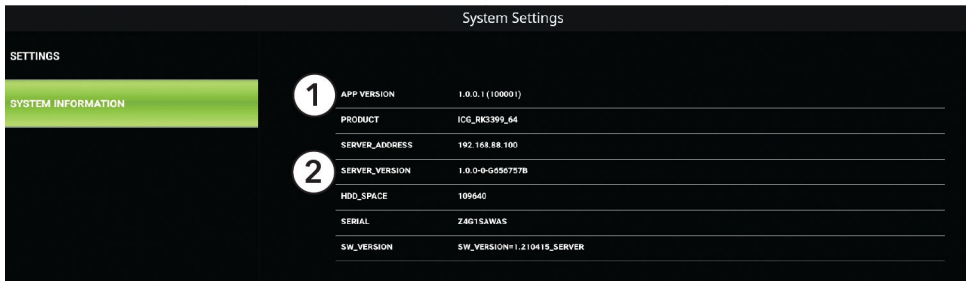 System Settings
SETTINGS
SYSTEM INFORMATION
1 APP VERSION 1.0.0.1 (100001)
PRODUCT ICG_RK3399_64
SERVER_ADDRESS 192.168.88.100
2 SERVER_VERSION 1.0.0-0-G656757B
HDD_SPACE 109640
SERIAL Z4G1SAWAS
SW_VERSION SW_VERSION=1.210415_SERVER